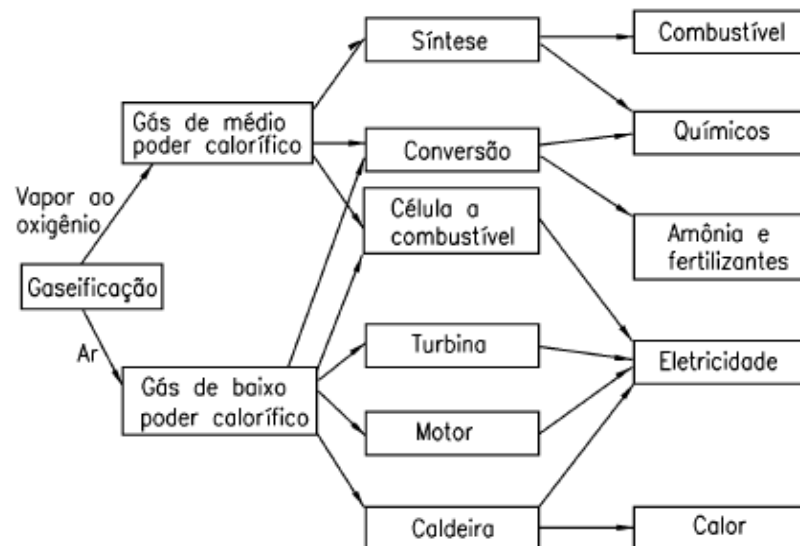 Síntese
Combustível
Gás de médio
poder calorífico
Químicos
Conversão
Vapor ao
oxigênio
Célula a
combustível
Amônia e
fertilizantes
Gaseificação
Ar
Turbina
Eletricidade
Gás de baixo
poder calorífico
Motor
Caldeira
Calor